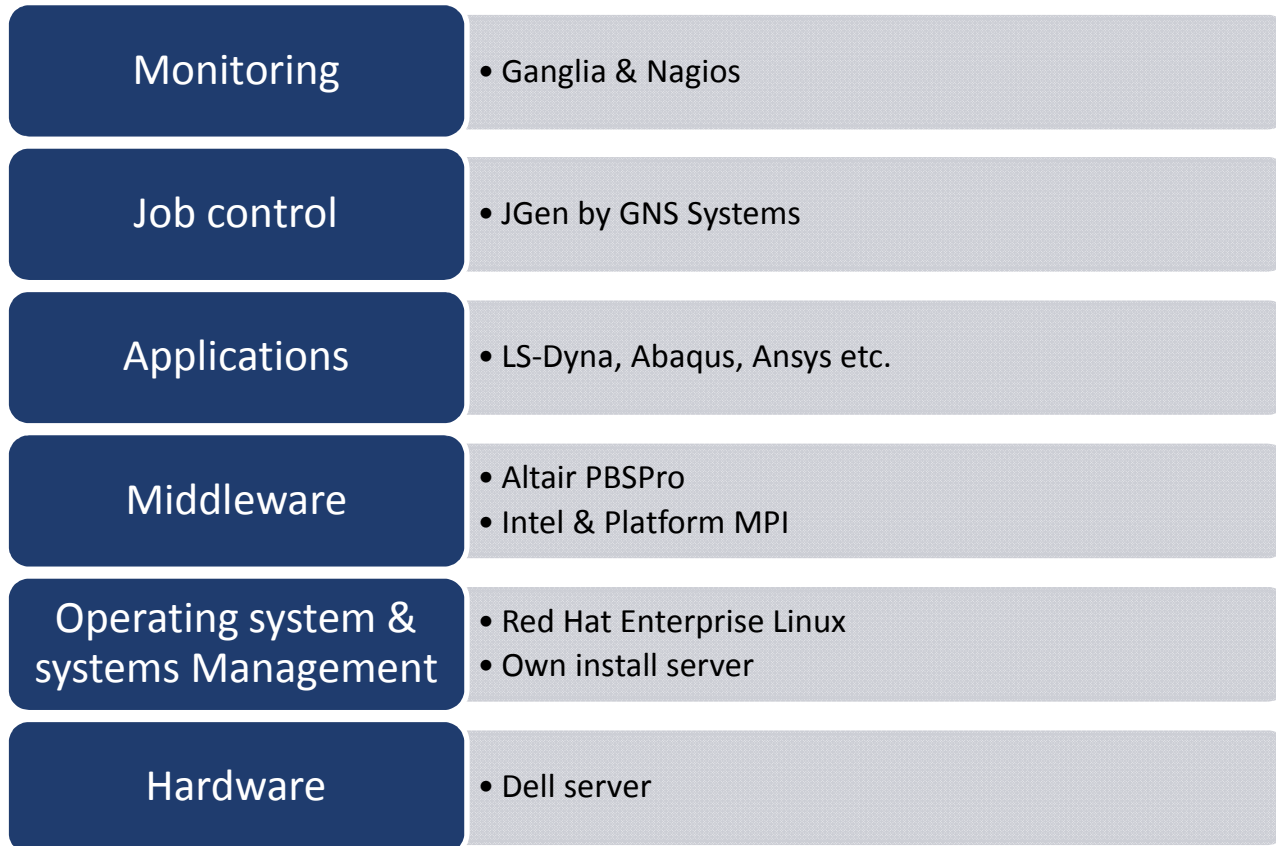 Monitoring
• Ganglia & Nagios
Job control
• JGen by GNS Systems
Applications
• LS-Dyna, Abaqus, Ansys etc.
Middleware
• Altair PBSPro
• Intel & Platform MPI
Operating system &
systems Management
• Red Hat Enterprise Linux
• Own install server
Hardware
• Dell server